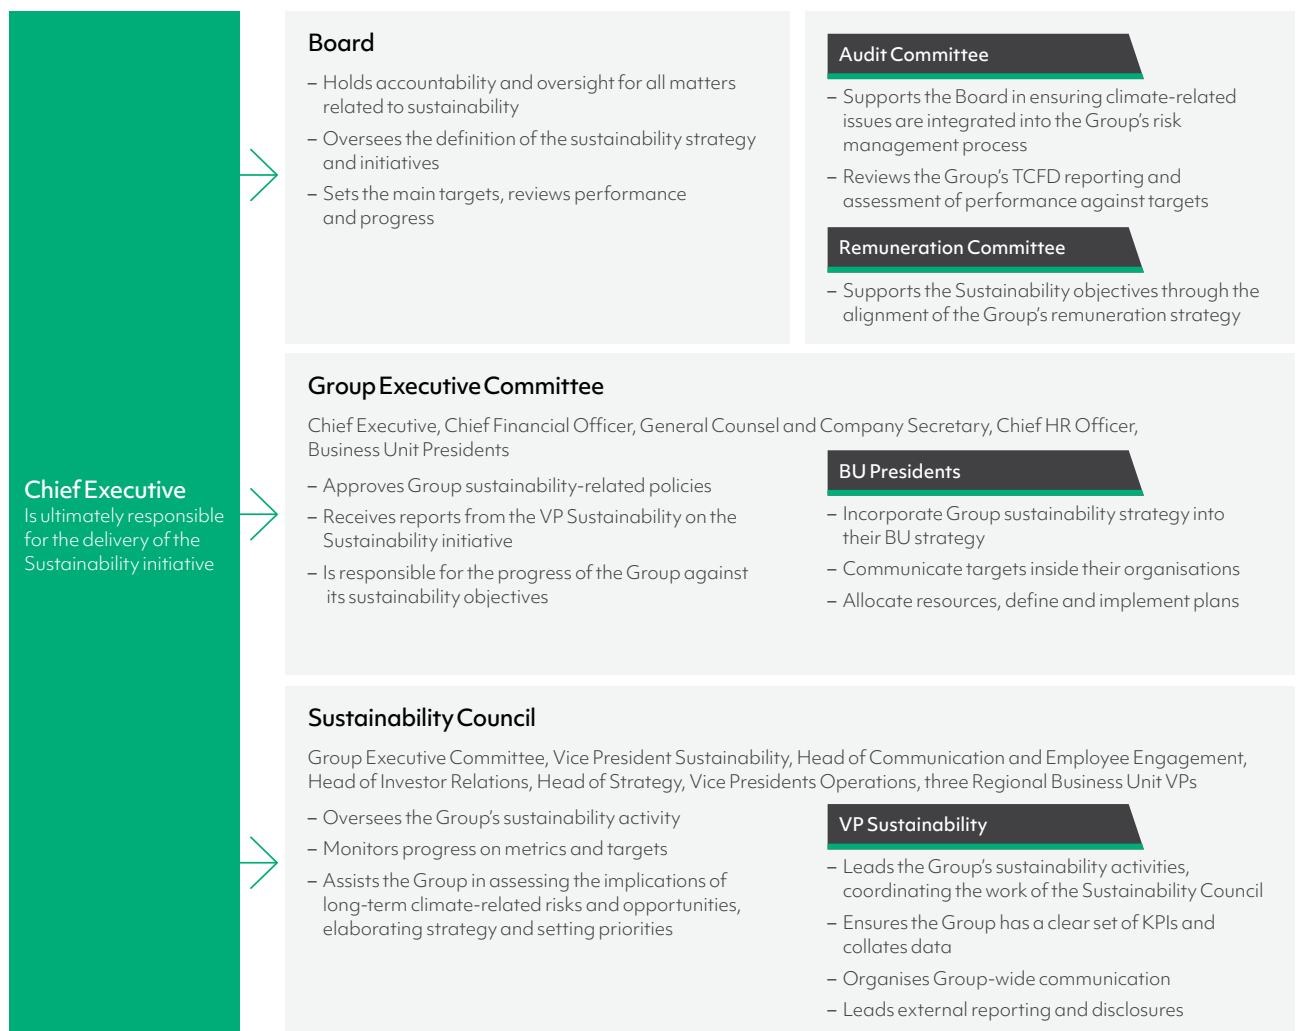 Chief Executive
Is ultimately responsible
for the delivery of the
Sustainability initiative
Board
– Holds accountability and oversight for all matters
related to sustainability
– Oversees the definition of the sustainability strategy
and initiatives
– Sets the main targets, reviews performance
and progress
Audit Committee
– Supports the Board in ensuring climate-related
issues are integrated into the Group’s risk
management process
– Reviews the Group’s TCFD reporting and
assessment of performance against targets
Remuneration Committee
– Supports the Sustainability objectives through the
alignment of the Group’s remuneration strategy
Group Executive Committee
Chief Executive, Chief Financial Officer, General Counsel and Company Secretary, Chief HR Officer,
Business Unit Presidents
– Approves Group sustainability-related policies
– Receives reports from the VP Sustainability on the
Sustainability initiative
– Is responsible for the progress of the Group against
its sustainability objectives
BU Presidents
– Incorporate Group sustainability strategy into
their BU strategy
– Communicate targets inside their organisations
– Allocate resources, define and implement plans
Sustainability Council
Group Executive Committee, Vice President Sustainability, Head of Communication and Employee Engagement,
Head of Investor Relations, Head of Strategy, Vice Presidents Operations, three Regional Business Unit VPs
– Oversees the Group’s sustainability activity
– Monitors progress on metrics and targets
– Assists the Group in assessing the implications of
long-term climate-related risks and opportunities,
elaborating strategy and setting priorities
VP Sustainability
– Leads the Group’s sustainability activities,
coordinating the work of the Sustainability Council
– Ensures the Group has a clear set of KPIs and
collates data
– Organises Group-wide communication
– Leads external reporting and disclosures